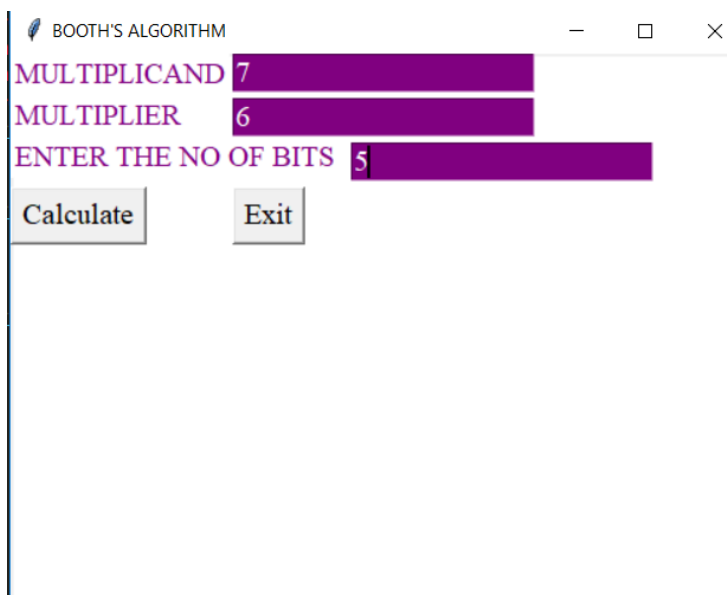 BOOTH'S ALGORITHM
MULTIPLICAND 7
MULTIPLIER 6
ENTER THE NO OF BITS 5
Calculate Exit